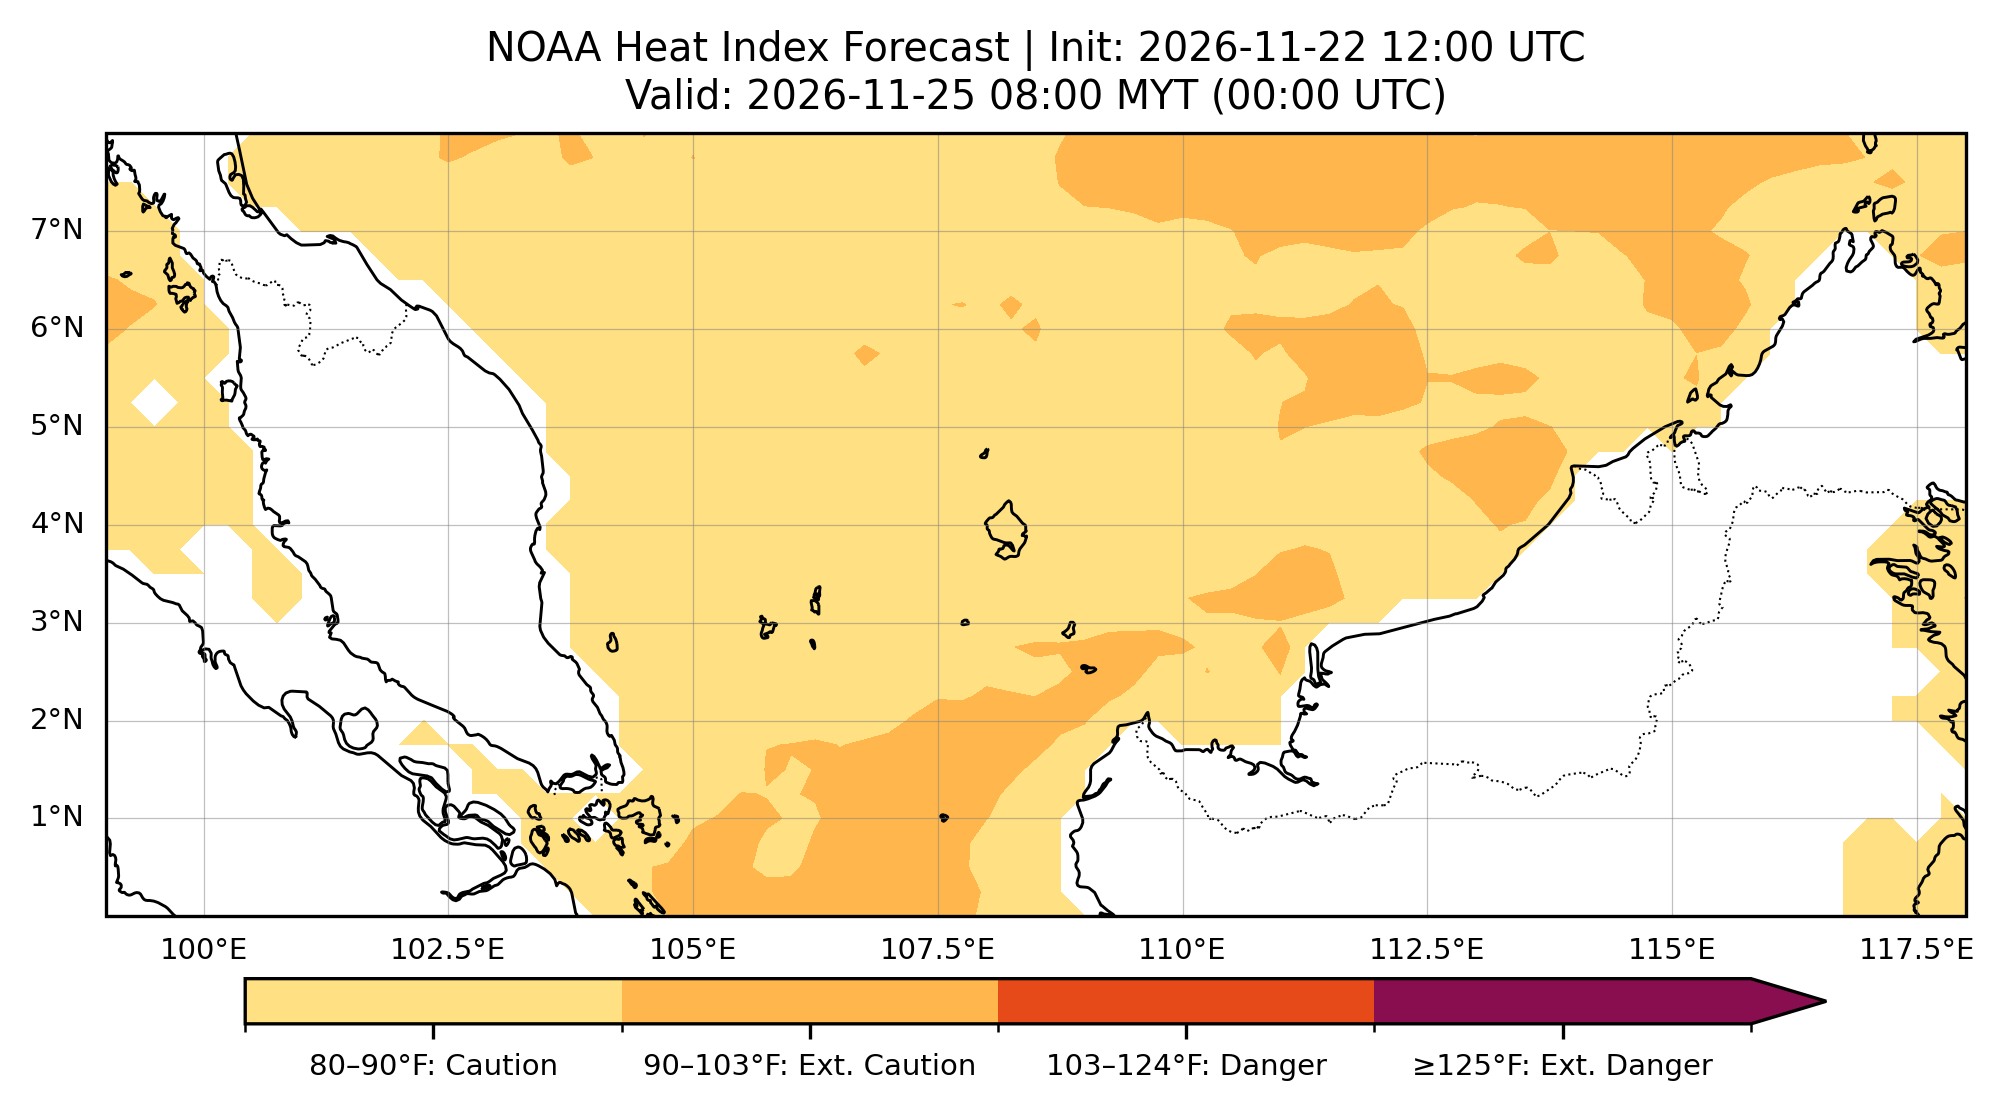 NOAA Heat Index Forecast | Init: 2026-11-22 12:00 UTC
Valid: 2026-11-25 08:00 MYT (00:00 UTC)
7°N
6°N
5°N
4°N
3°N
2°N
1°N
100°E 102.5°E 105°E 107.5°E 110°E 112.5°E 115°E 117.5°E
80–90°F: Caution 90–103°F: Ext. Caution 103–124°F: Danger ≥125°F: Ext. Danger